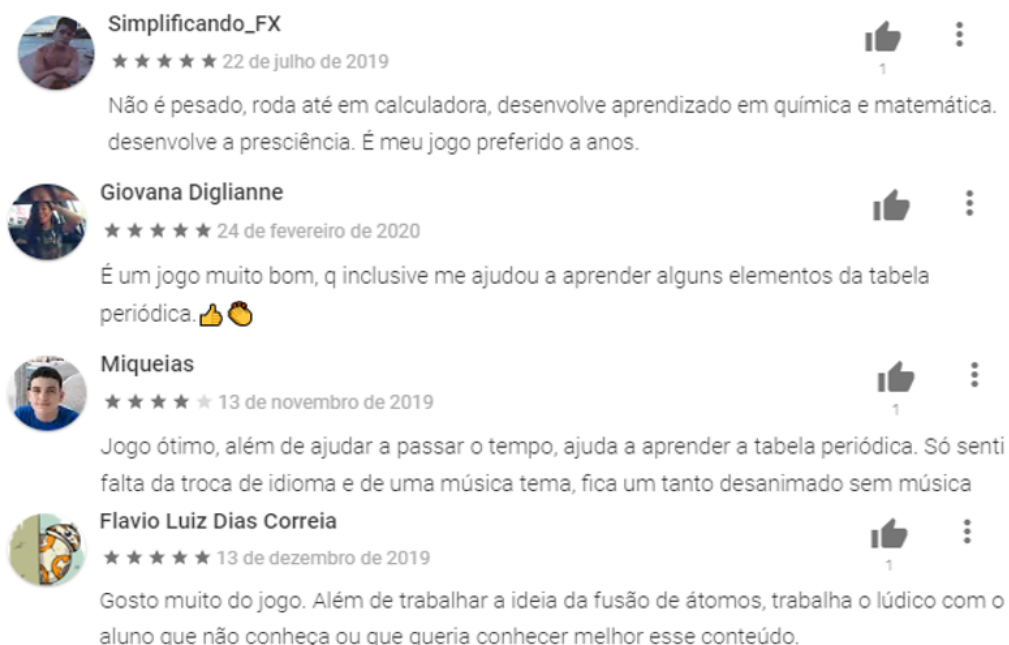 Simplificando_FX
★★★★★ 22 de julho de 2019
1
Não é pesado, roda até em calculadora, desenvolve aprendizado em química e matemática.
desenvolve a presciência. É meu jogo preferido a anos.
Giovana Diglianne
★★★★★ 24 de fevereiro de 2020
É um jogo muito bom, q inclusive me ajudou a aprender alguns elementos da tabela
periódica.👍👏
Miqueias
★★★★★ 13 de novembro de 2019
1
Jogo ótimo, além de ajudar a passar o tempo, ajuda a aprender a tabela periódica. Só senti
falta da troca de idioma e de uma música tema, fica um tanto desanimado sem música
Flavio Luiz Dias Correia
★★★★★ 13 de dezembro de 2019
1
Gosto muito do jogo. Além de trabalhar a ideia da fusão de átomos, trabalha o lúdico com o
aluno que não conheça ou que queria conhecer melhor esse conteúdo.